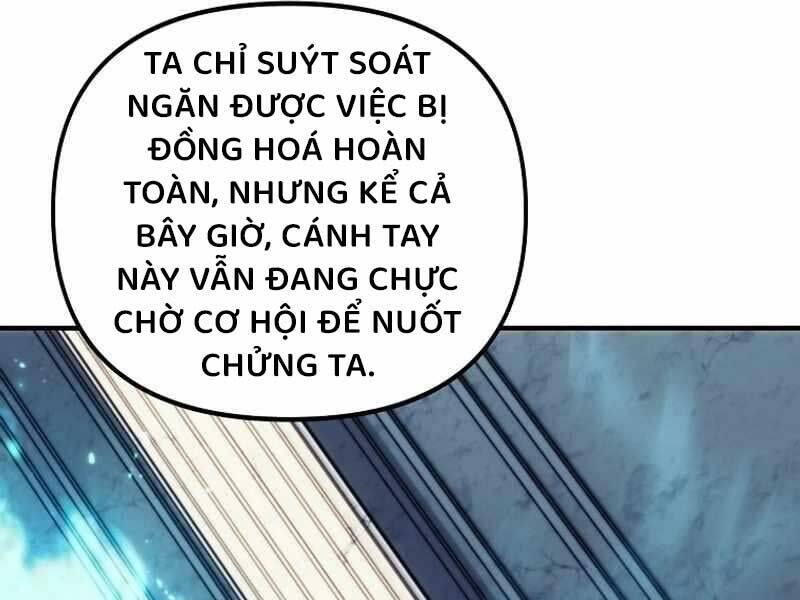 TA CHỈ SUÝT SOÁT
NGĂN ĐƯỢC VIỆC BỊ
ĐỒNG HOÁ HOÀN
TOÀN, NHƯNG KỂ CẢ
BÂY GIỜ, CÁNH TAY
NÀY VẪN ĐANG CHỰC
CHỜ CƠ HỘI ĐỂ NUỐT
CHỬNG TA.